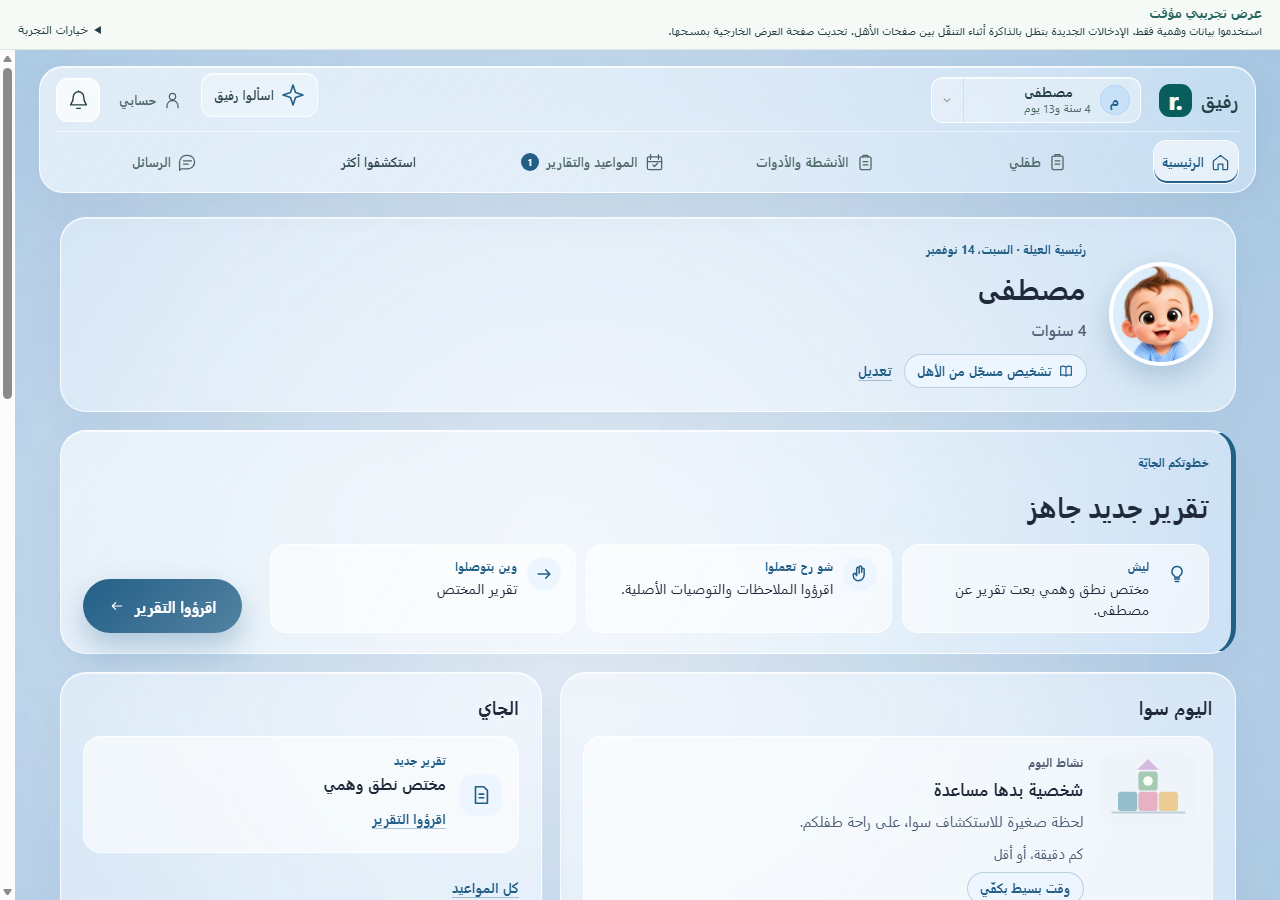 عرض تجريبي مؤقت
استخدموا بيانات وهمية فقط. الإدخالات الجديدة بتظل بالذاكرة أثناء التنقّل بين صفحات الأهل. تحديث صفحة العرض الخارجية بمسحها.
خيارات التجربة
رفيق
r.
م
مصطفى
4 سنة و13 يوم
اسألوا رفيق
حسابي
الرئيسية
طفلي
الأنشطة والأدوات
المواعيد والتقارير
1
استكشفوا أكثر
الرسائل
رئيسية العيلة · السبت، 14 نوفمبر
مصطفى
4 سنوات
تشخيص مسجّل من الأهل
تعديل
خطوتكم الجايّة
تقرير جديد جاهز
ليش
مختص نطق وهمي بعت تقرير عن
مصطفى.
شو رح تعملوا
اقرؤوا الملاحظات والتوصيات الأصلية.
وين بتوصلوا
تقرير المختص
اقرؤوا التقرير
اليوم سوا
نشاط اليوم
شخصية بدها مساعدة
لحظة صغيرة للاستكشاف سوا، على راحة طفلكم.
كم دقيقة، أو أقل
وقت بسيط بكفّي
الجاي
تقرير جديد
مختص نطق وهمي
اقرؤوا التقرير
كل المواعيد